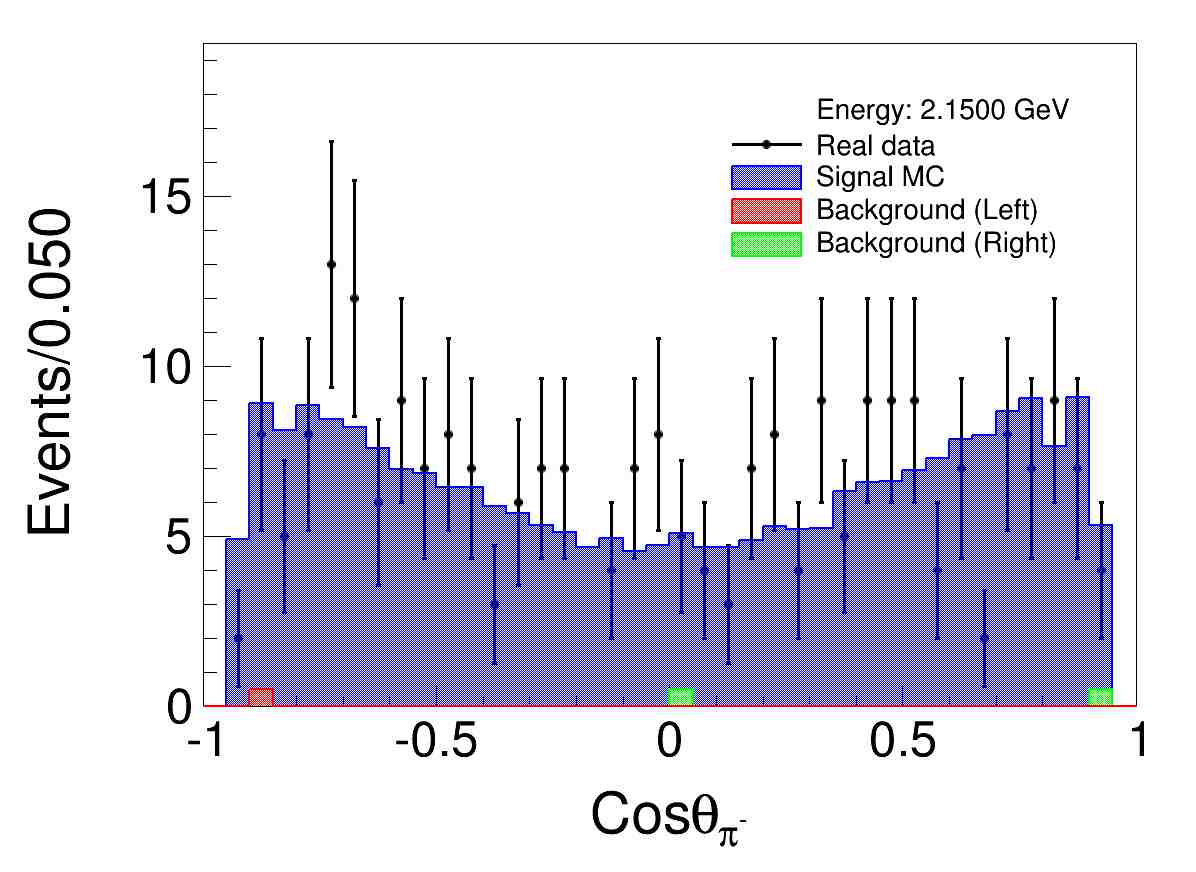 Energy: 2.1500 GeV
Real data
Signal MC
Background (Left)
Background (Right)
Events/0.050
15
10
5
0
-1 -0.5 0 0.5 1
Cosθπ-